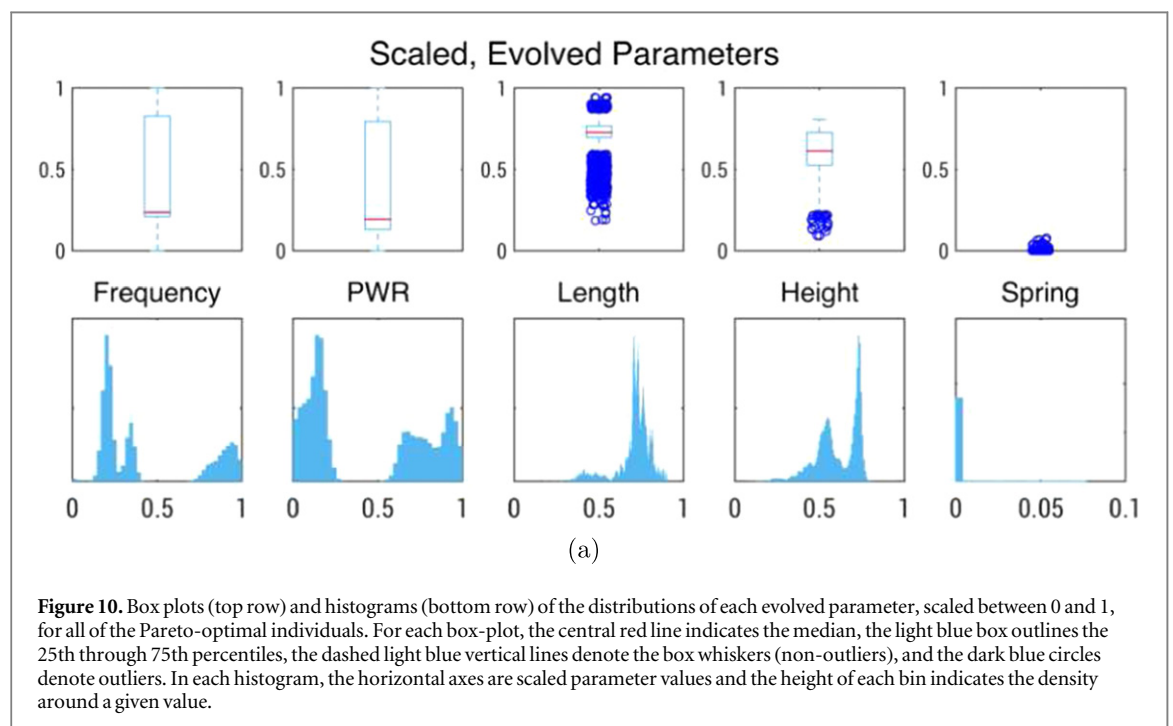 Scaled, Evolved Parameters
1 1 1 1 1
0.5 0.5 0.5 0.5 0.5
0 0 0 0 0
Frequency PWR Length Height Spring
0 0.5 1 0 0.5 1 0 0.5 1 0 0.5 1 0 0.05 0.1
(a)
Figure 10. Box plots (top row) and histograms (bottom row) of the distributions of each evolved parameter, scaled between 0 and 1,
for all of the Pareto-optimal individuals. For each box-plot, the central red line indicates the median, the light blue box outlines the
25th through 75th percentiles, the dashed light blue vertical lines denote the box whiskers (non-outliers), and the dark blue circles
denote outliers. In each histogram, the horizontal axes are scaled parameter values and the height of each bin indicates the density
around a given value.